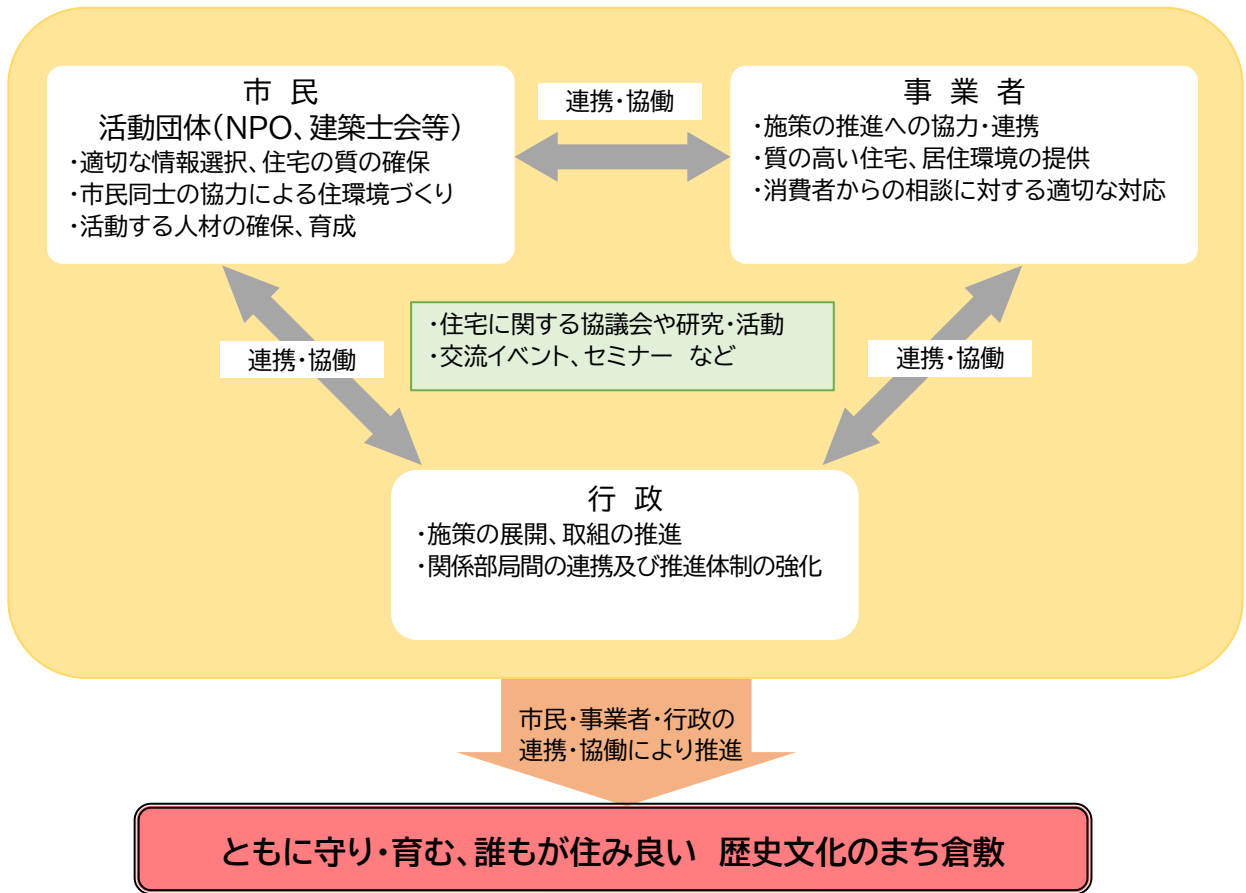 市 民
活動団体(NPO、建築士会等)
・適切な情報選択、住宅の質の確保
・市民同士の協力による住環境づくり
・活動する人材の確保、育成
連携・協働
事 業 者
・施策の推進への協力・連携
・質の高い住宅、居住環境の提供
・消費者からの相談に対する適切な対応
・住宅に関する協議会や研究・活動
・交流イベント、セミナー など
連携・協働
連携・協働
行 政
・施策の展開、取組の推進
・関係部局間の連携及び推進体制の強化
市民・事業者・行政の
連携・協働により推進
ともに守り・育む、誰もが住み良い 歴史文化のまち倉敷